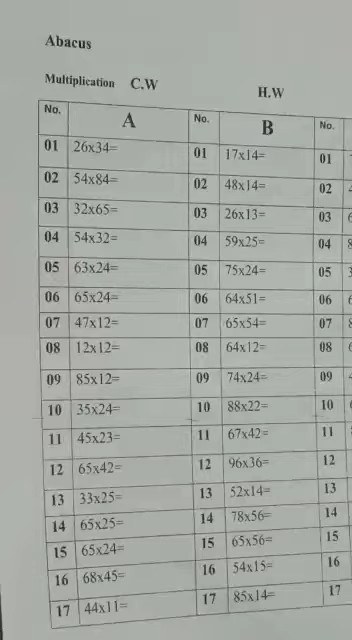 Abacus
Multiplication C.W
H.W
No. A No. B No.
01 26x34= 01 17x14= 01
02 54x84= 02 48x14= 02
03 32x65= 03 26x13= 03
04 54x32= 04 59x25= 04
05 63x24= 05 75x24= 05
06 65x24= 06 64x51= 06
07 47x12= 07 65x54= 07
08 12x12= 08 64x12= 08
09 85x12= 09 74x24= 09
10 35x24= 10 88x22= 10
11 45x23= 11 67x42= 11
12 65x42= 12 96x36= 12
13 33x25= 13 52x14= 13
14 65x25= 14 78x56= 14
15 65x24= 15 65x56= 15
16 68x45= 16 54x15= 16
17 44x11= 17 85x14= 17